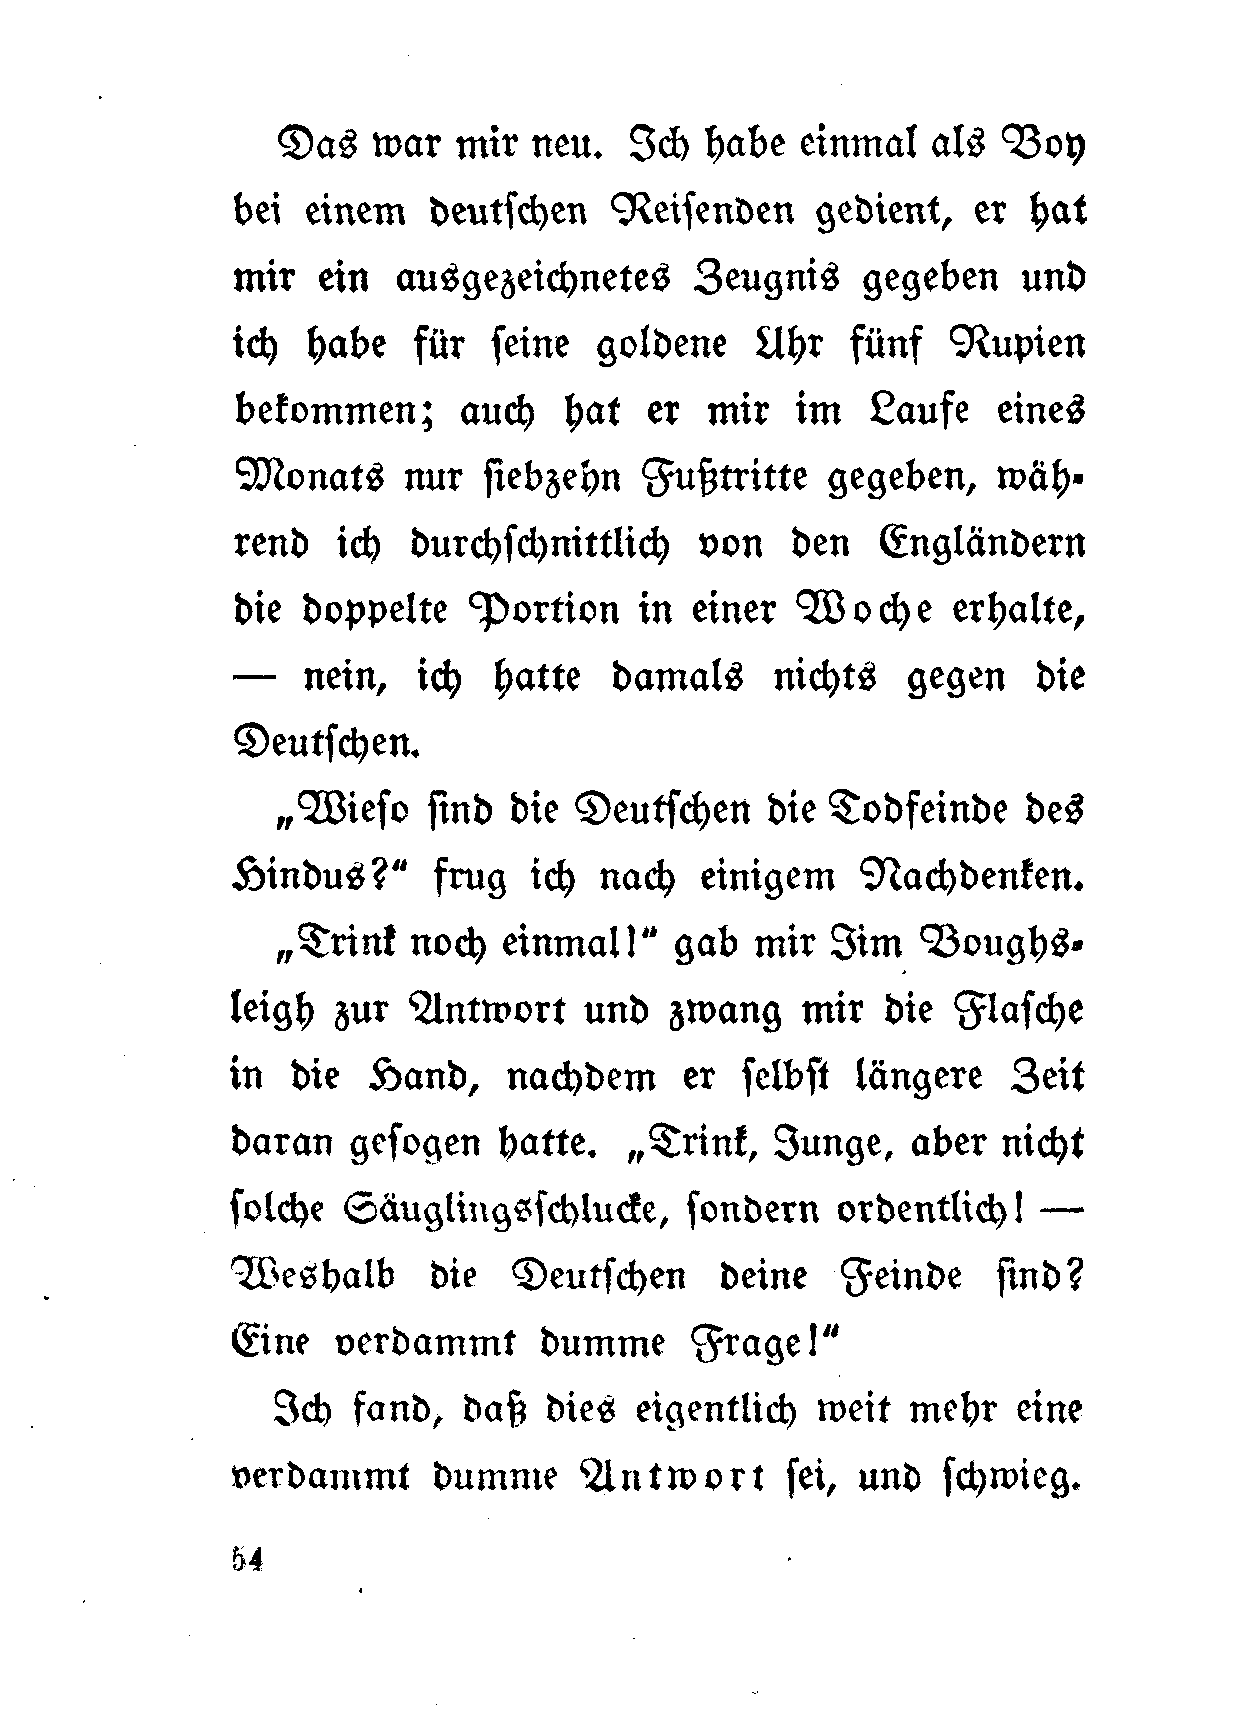 Das war mir neu. Ich habe einmal als Boy
bei einem deutschen Reisenden gedient, er hat
mir ein ausgezeichnetes Zeugnis gegeben und
ich habe für seine goldene Uhr fünf Rupien
bekommen; auch hat er mir im Laufe eines
Monats nur siebzehn Fußtritte gegeben, wäh-
rend ich durchschnittlich von den Engländern
die doppelte Portion in einer Woche erhalte,
— nein, ich hatte damals nichts gegen die
Deutschen.
„Wieso sind die Deutschen die Todfeinde des
Hindus?“ frug ich nach einigem Nachdenken.
„Trink noch einmal!“ gab mir Jim Boughs-
leigh zur Antwort und zwang mir die Flasche
in die Hand, nachdem er selbst längere Zeit
daran gesogen hatte. „Trink, Junge, aber nicht
solche Säuglingsschlucke, sondern ordentlich! —
Weshalb die Deutschen deine Feinde sind?
Eine verdammt dumme Frage!“
Ich fand, daß dies eigentlich weit mehr eine
verdammt dumme Antwort sei, und schwieg.
54